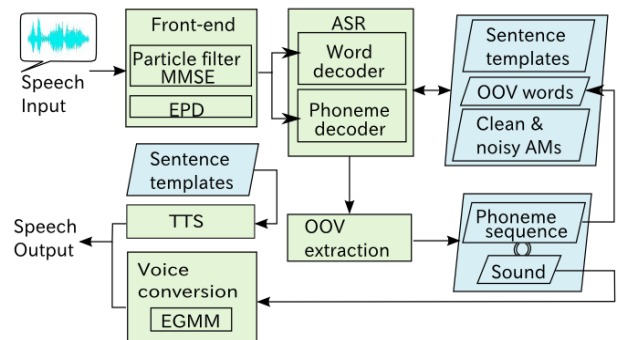 Front-end
ASR
Speech
Input
Particle filter
MMSE
EPD
Word
decoder
Phoneme
decoder
Sentence
templates
OOV words
Clean &
noisy AMs
Sentence
templates
Speech
Output
TTS
OOV
extraction
Phoneme
sequence
Sound
Voice
conversion
EGMM